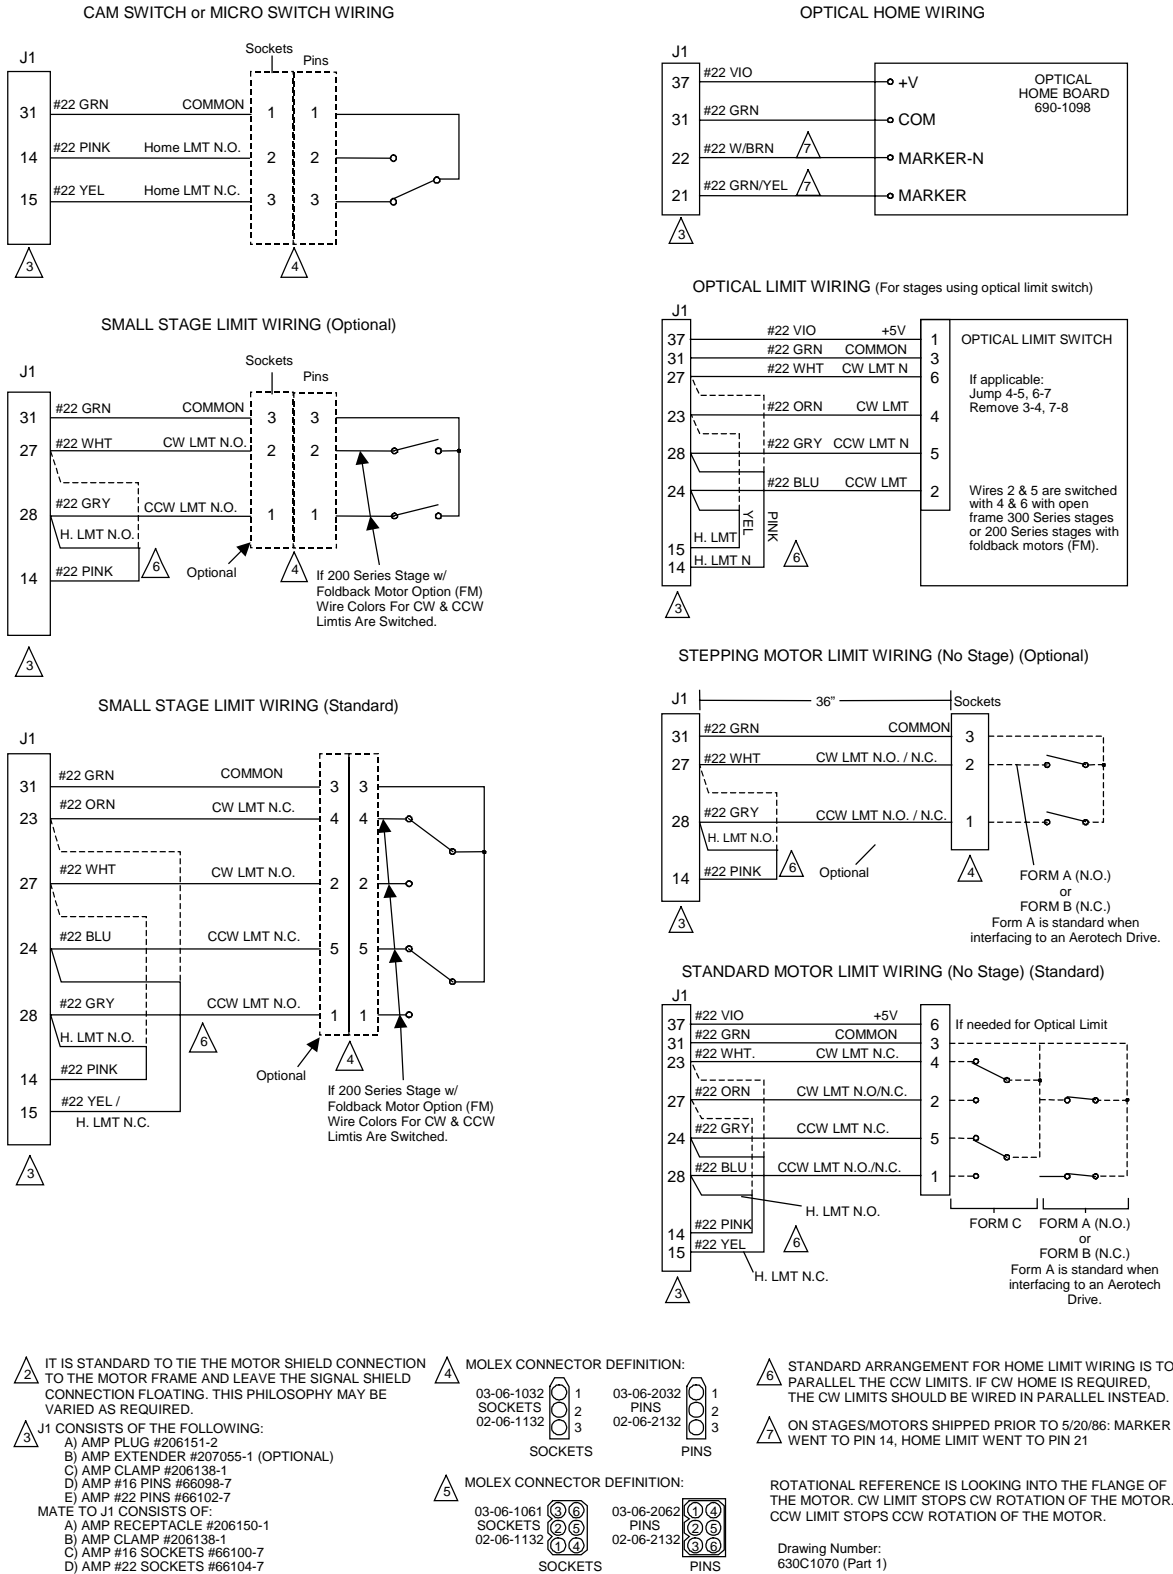 CAM SWITCH or MICRO SWITCH WIRING
J1
Sockets
Pins
31 #22 GRN COMMON 1 1
14 #22 PINK Home LMT N.O. 2 2
15 #22 YEL Home LMT N.C. 3 3
3
4
SMALL STAGE LIMIT WIRING (Optional)
J1
Sockets
Pins
31 #22 GRN COMMON 3 3
27 #22 WHT CW LMT N.O. 2 2
28 #22 GRY CCW LMT N.O. 1 1
H. LMT N.O.
14 #22 PINK
6
Optional
4
If 200 Series Stage w/
Foldback Motor Option (FM)
Wire Colors For CW & CCW
Limtis Are Switched.
3
SMALL STAGE LIMIT WIRING (Standard)
J1
31 #22 GRN COMMON 3 3
23 #22 ORN CW LMT N.C. 4 4
27 #22 WHT CW LMT N.O. 2 2
24 #22 BLU CCW LMT N.C. 5 5
28 #22 GRY CCW LMT N.O. 1 1
H. LMT N.O.
14 #22 PINK
15 #22 YEL /
H. LMT N.C.
6
Optional
4
If 200 Series Stage w/
Foldback Motor Option (FM)
Wire Colors For CW & CCW
Limtis Are Switched.
3
OPTICAL HOME WIRING
J1
37 #22 VIO +V
31 #22 GRN COM
22 #22 W/BRN 7 MARKER-N
21 #22 GRN/YEL 7 MARKER
OPTICAL
HOME BOARD
690-1098
3
OPTICAL LIMIT WIRING (For stages using optical limit switch)
J1
37 #22 VIO +5V 1
31 #22 GRN COMMON 3
27 #22 WHT CW LMT N 6
23 #22 ORN CW LMT 4
28 #22 GRY CCW LMT N 5
24 #22 BLU CCW LMT 2
15 H. LMT YEL
14 H. LMT N PINK
6
OPTICAL LIMIT SWITCH
If applicable:
Jump 4-5, 6-7
Remove 3-4, 7-8
Wires 2 & 5 are switched
with 4 & 6 with open
frame 300 Series stages
or 200 Series stages with
foldback motors (FM).
3
STEPPING MOTOR LIMIT WIRING (No Stage) (Optional)
J1
36”
Sockets
31 #22 GRN COMMON 3
27 #22 WHT CW LMT N.O. / N.C. 2
28 #22 GRY CCW LMT N.O. / N.C. 1
H. LMT N.O.
14 #22 PINK
6
Optional
4
FORM A (N.O.)
or
FORM B (N.C.)
Form A is standard when
interfacing to an Aerotech Drive.
3
STANDARD MOTOR LIMIT WIRING (No Stage) (Standard)
J1
37 #22 VIO +5V 6 If needed for Optical Limit
31 #22 GRN COMMON 3
23 #22 WHT. CW LMT N.C. 4
27 #22 ORN CW LMT N.O/N.C. 2
24 #22 GRY CCW LMT N.C. 5
28 #22 BLU CCW LMT N.O./N.C. 1
H. LMT N.O.
14 #22 PINK
15 #22 YEL
H. LMT N.C.
6
FORM C
FORM A (N.O.)
or
FORM B (N.C.)
Form A is standard when
interfacing to an Aerotech
Drive.
3
2 IT IS STANDARD TO TIE THE MOTOR SHIELD CONNECTION
TO THE MOTOR FRAME AND LEAVE THE SIGNAL SHIELD
CONNECTION FLOATING. THIS PHILOSOPHY MAY BE
VARIED AS REQUIRED.
3 J1 CONSISTS OF THE FOLLOWING:
A) AMP PLUG #206151-2
B) AMP EXTENDER #207055-1 (OPTIONAL)
C) AMP CLAMP #206138-1
D) AMP #16 PINS #66098-7
E) AMP #22 PINS #66102-7
MATE TO J1 CONSISTS OF:
A) AMP RECEPTACLE #206150-1
B) AMP CLAMP #206138-1
C) AMP #16 SOCKETS #66100-7
D) AMP #22 SOCKETS #66104-7
4 MOLEX CONNECTOR DEFINITION:
03-06-1032 1 03-06-2032 1
SOCKETS 2 PINS 2
02-06-1132 3 02-06-2132 3
SOCKETS PINS
5 MOLEX CONNECTOR DEFINITION:
03-06-1061 3 6 03-06-2062 1 4
SOCKETS 2 5 PINS 2 5
02-06-1132 1 4 02-06-2132 3 6
SOCKETS PINS
6 STANDARD ARRANGEMENT FOR HOME LIMIT WIRING IS TO
PARALLEL THE CCW LIMITS. IF CW HOME IS REQUIRED,
THE CW LIMITS SHOULD BE WIRED IN PARALLEL INSTEAD.
7 ON STAGES/MOTORS SHIPPED PRIOR TO 5/20/86: MARKER
WENT TO PIN 14, HOME LIMIT WENT TO PIN 21
ROTATIONAL REFERENCE IS LOOKING INTO THE FLANGE OF
THE MOTOR. CW LIMIT STOPS CW ROTATION OF THE MOTOR.
CCW LIMIT STOPS CCW ROTATION OF THE MOTOR.
Drawing Number:
630C1070 (Part 1)